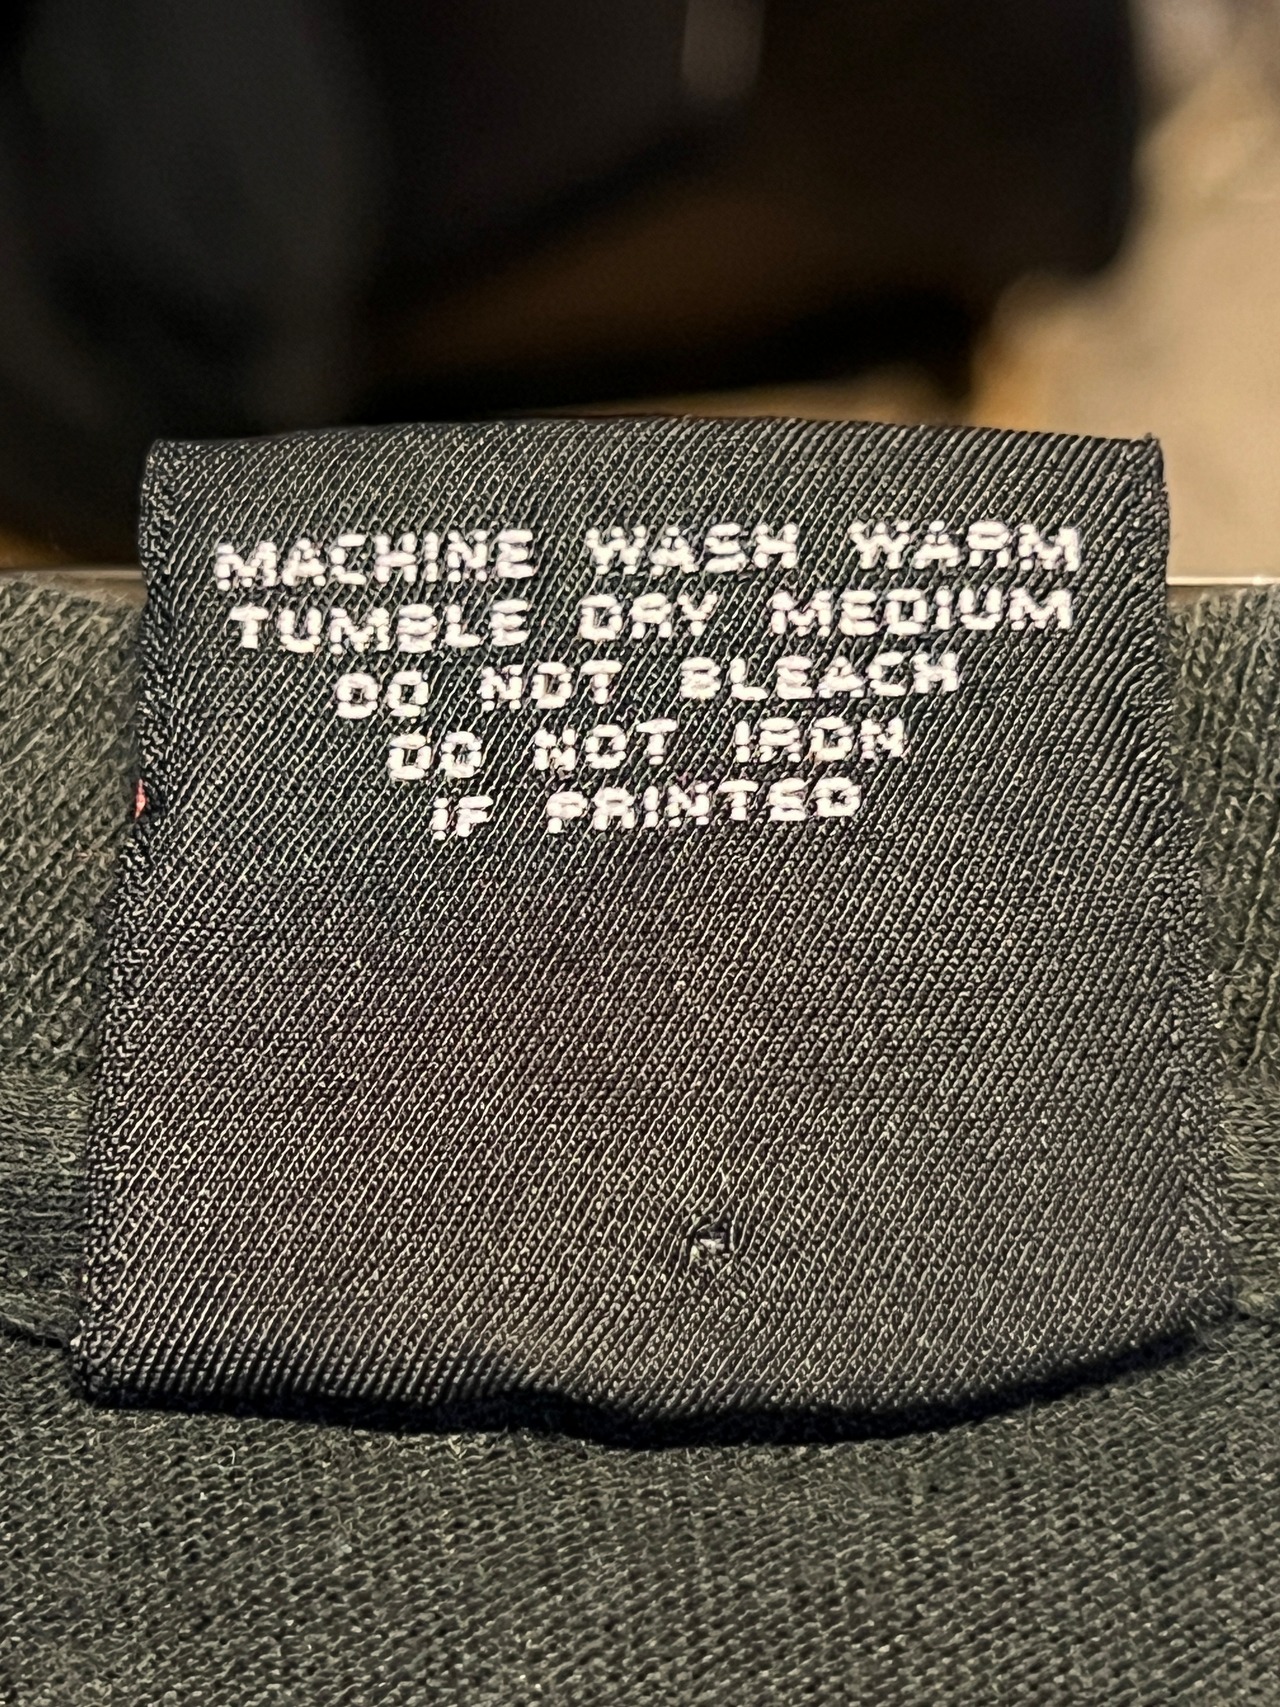 MACHINE WASH WARM
TUMBLE DRY MEDIUM
DO NOT BLEACH
DO NOT IRON
IF PRINTED